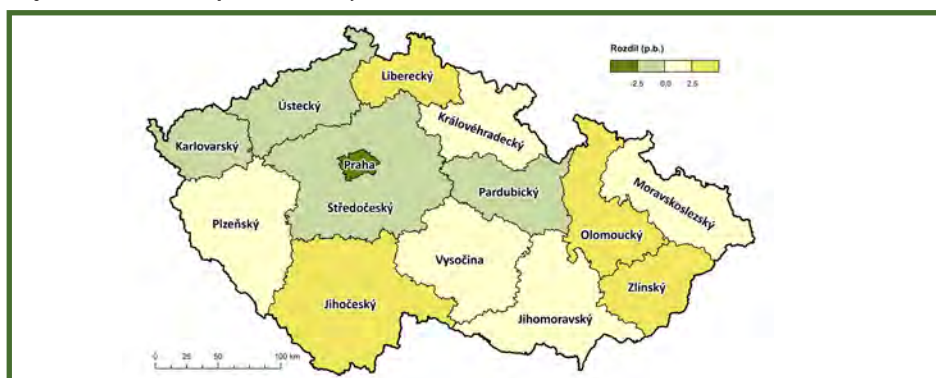 Rozdíl (p.b.)
-2,5 0,0 2,5
Liberecký
Ústecký
Královéhradecký
Karlovarský
Praha
Pardubický
Moravskoslezský
Středočeský
Plzeňský
Olomoucký
Vysočina
Zlínský
Jihočeský
Jihomoravský
0 25 50 100 km